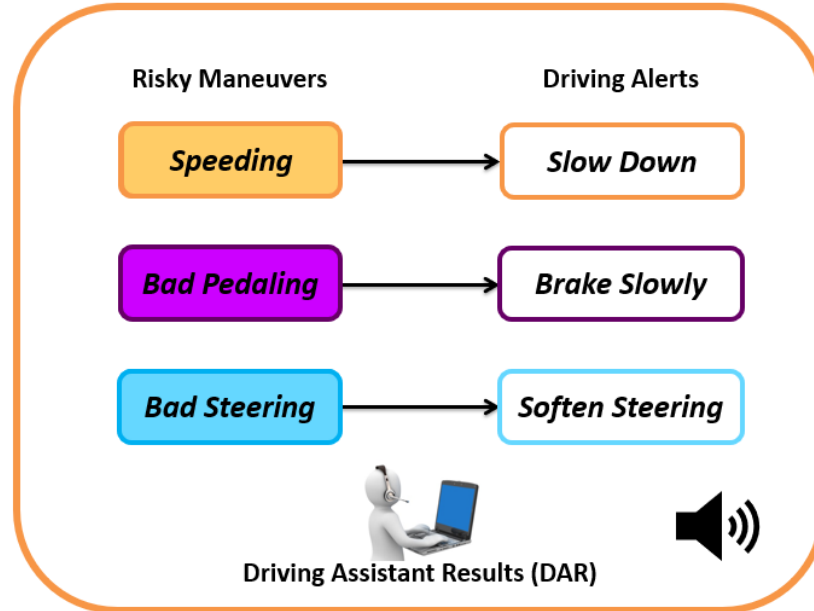 Risky Maneuvers
Driving Alerts
Speeding
Slow Down
Bad Pedaling
Brake Slowly
Bad Steering
Soften Steering
Driving Assistant Results (DAR)